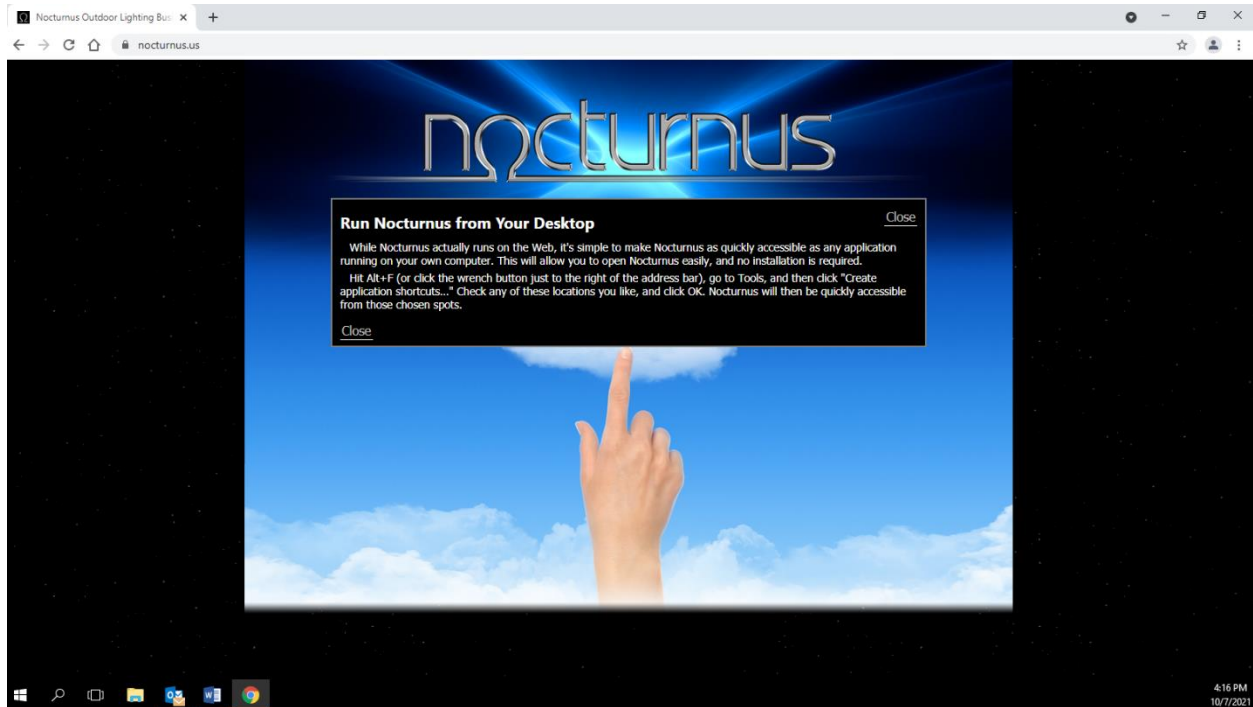 Nocturnus Outdoor Lighting Bus
nocturnus.us
nocturnus
Run Nocturnus from Your Desktop
Close
While Nocturnus actually runs on the Web, it's simple to make Nocturnus as quickly accessible as any application
running on your own computer. This will allow you to open Nocturnus easily, and no installation is required.
Hit Alt+F (or click the wrench button just to the right of the address bar), go to Tools, and then click "Create
application shortcuts..." Check any of these locations you like, and click OK. Nocturnus will then be quickly accessible
from those chosen spots.
Close
4:16 PM
10/7/2021